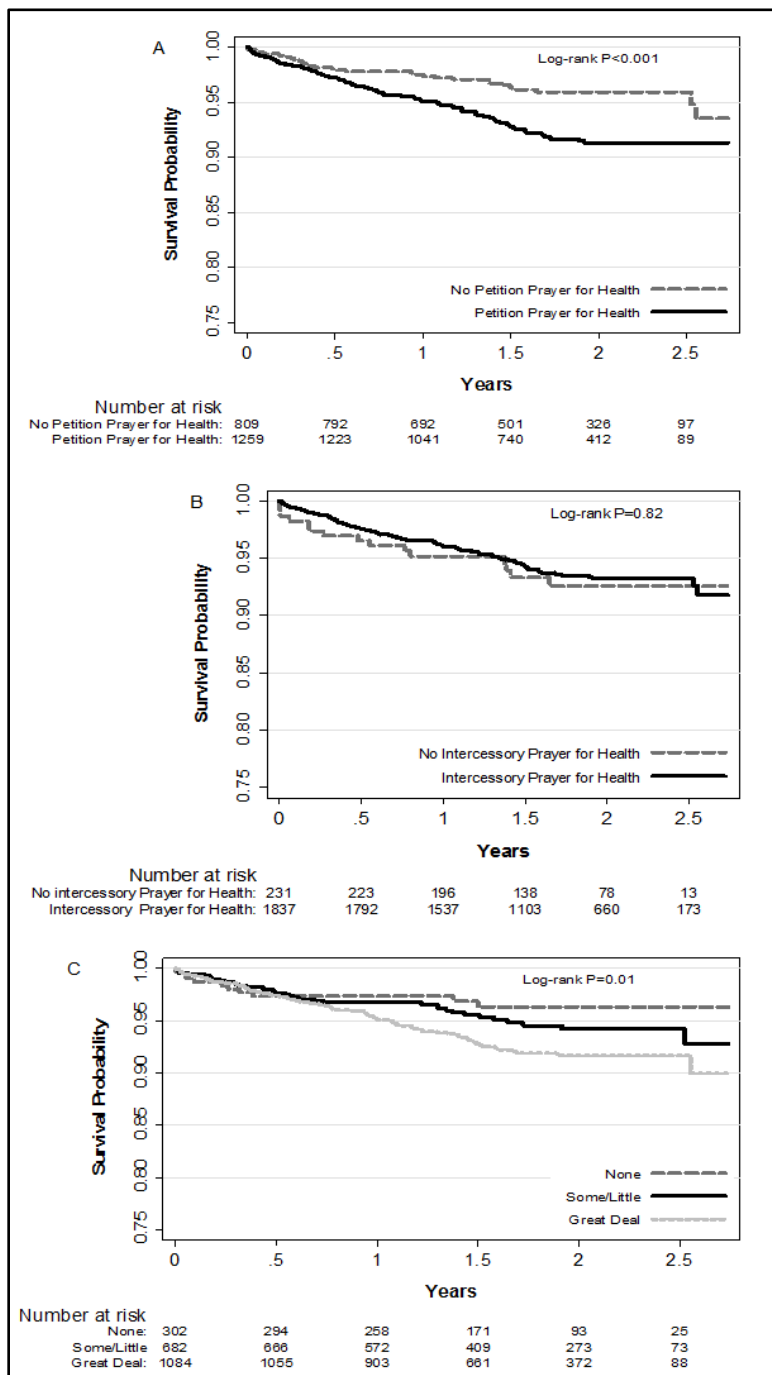 A
Log-rank P<0.001
Survival Probability
1.00
0.95
0.90
0.85
0.80
0.75
No Petition Prayer for Health
Petition Prayer for Health
0 .5 1 1.5 2 2.5
Years
Number at risk
No Petition Prayer for Health: 809 792 692 501 326 97
Petition Prayer for Health: 1259 1223 1041 740 412 89
B
Log-rank P=0.82
Survival Probability
1.00
0.95
0.90
0.85
0.80
0.75
No Intercessory Prayer for Health
Intercessory Prayer for Health
0 .5 1 1.5 2 2.5
Years
Number at risk
No intercessory Prayer for Health: 231 223 196 138 78 13
Intercessory Prayer for Health: 1837 1792 1537 1103 660 173
C
Log-rank P=0.01
Survival Probability
1.00
0.95
0.90
0.85
0.80
0.75
None
Some/Little
Great Deal
0 .5 1 1.5 2 2.5
Years
Number at risk
None: 302 294 258 171 93 25
Some/Little 682 666 572 409 273 73
Great Deal: 1084 1055 903 661 372 88